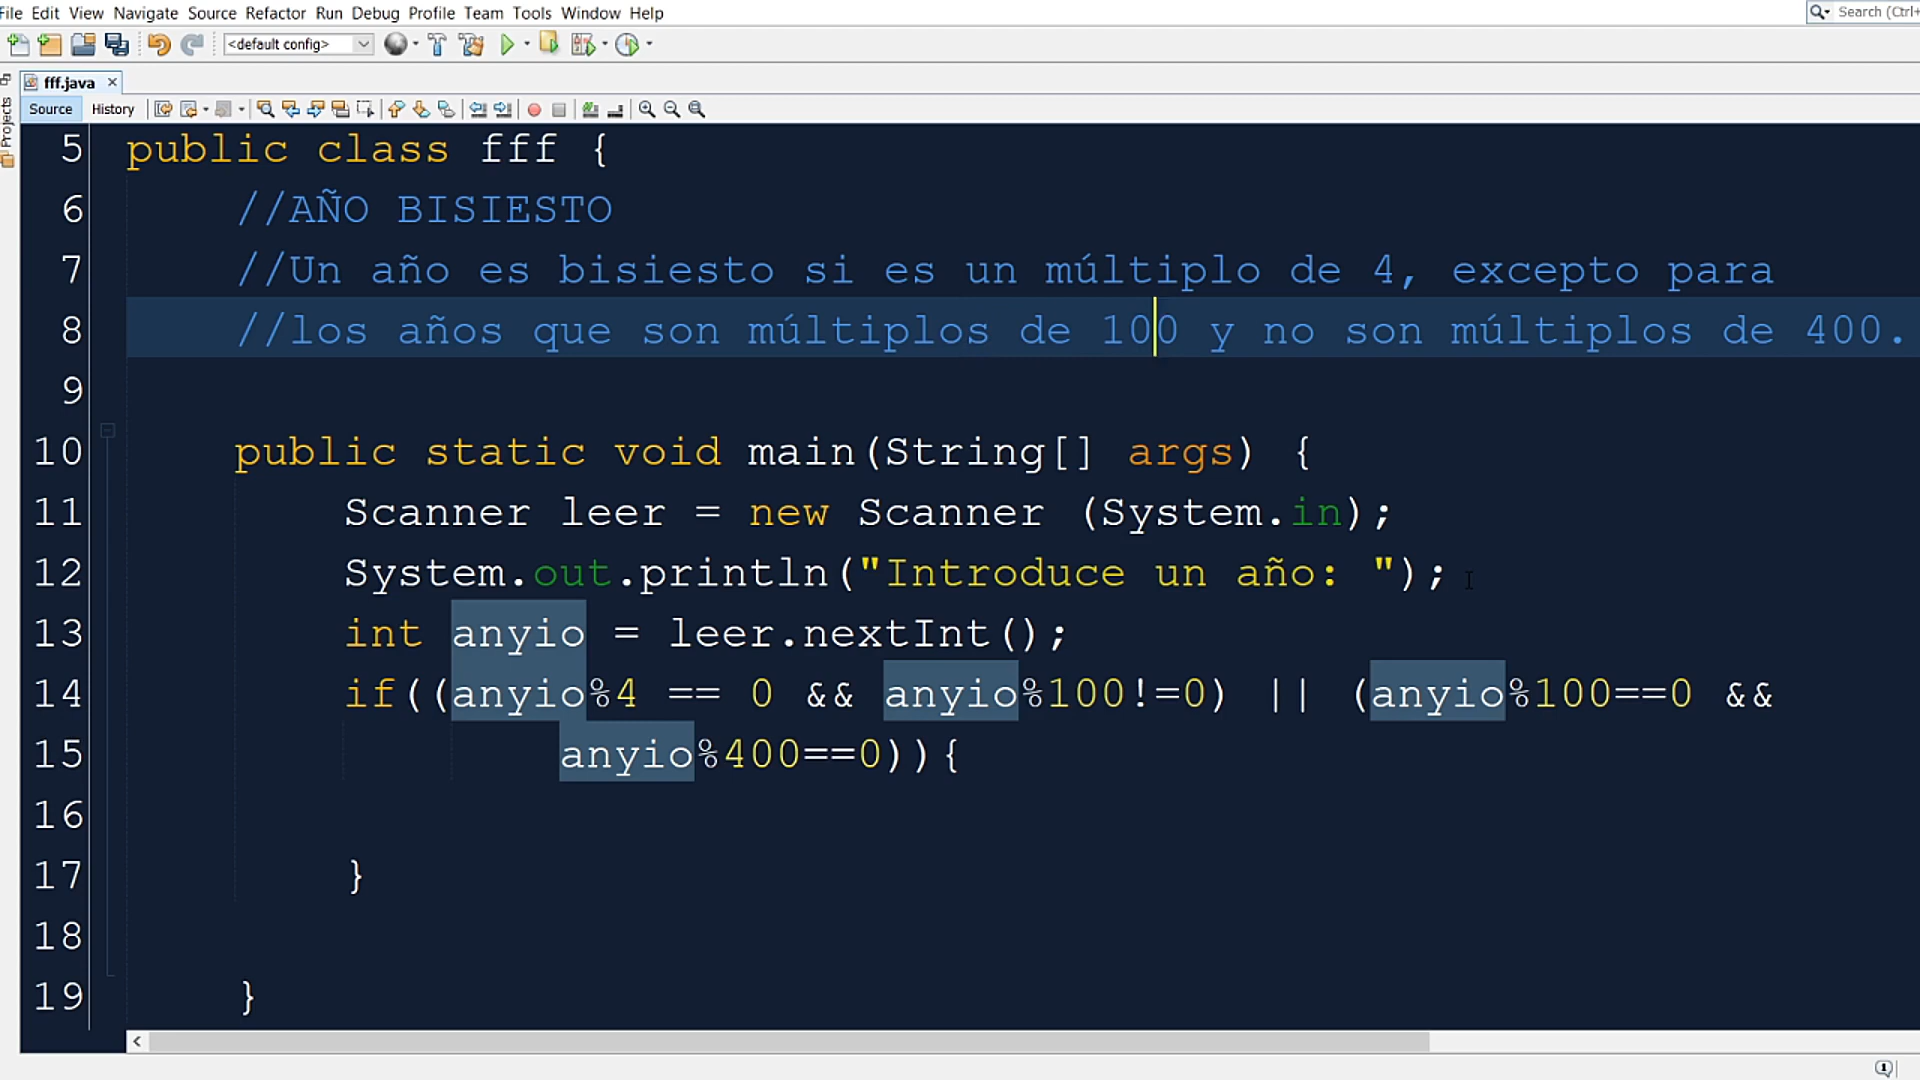 File Edit View Navigate Source Refactor Run Debug Profile Team Tools Window Help
Search (Ctrl+
<default config>
Projects
fff.java
Source History
5 public class fff {
6 //AÑO BISIESTO
7 //Un año es bisiesto si es un múltiplo de 4, excepto para
8 //los años que son múltiplos de 100 y no son múltiplos de 400.
9
10 public static void main(String[] args) {
11 Scanner leer = new Scanner (System.in);
12 System.out.println("Introduce un año: ");
13 int anyio = leer.nextInt();
14 if((anyio%4 == 0 && anyio%100!=0) || (anyio%100==0 &&
15 anyio%400==0)){
16
17 }
18
19 }